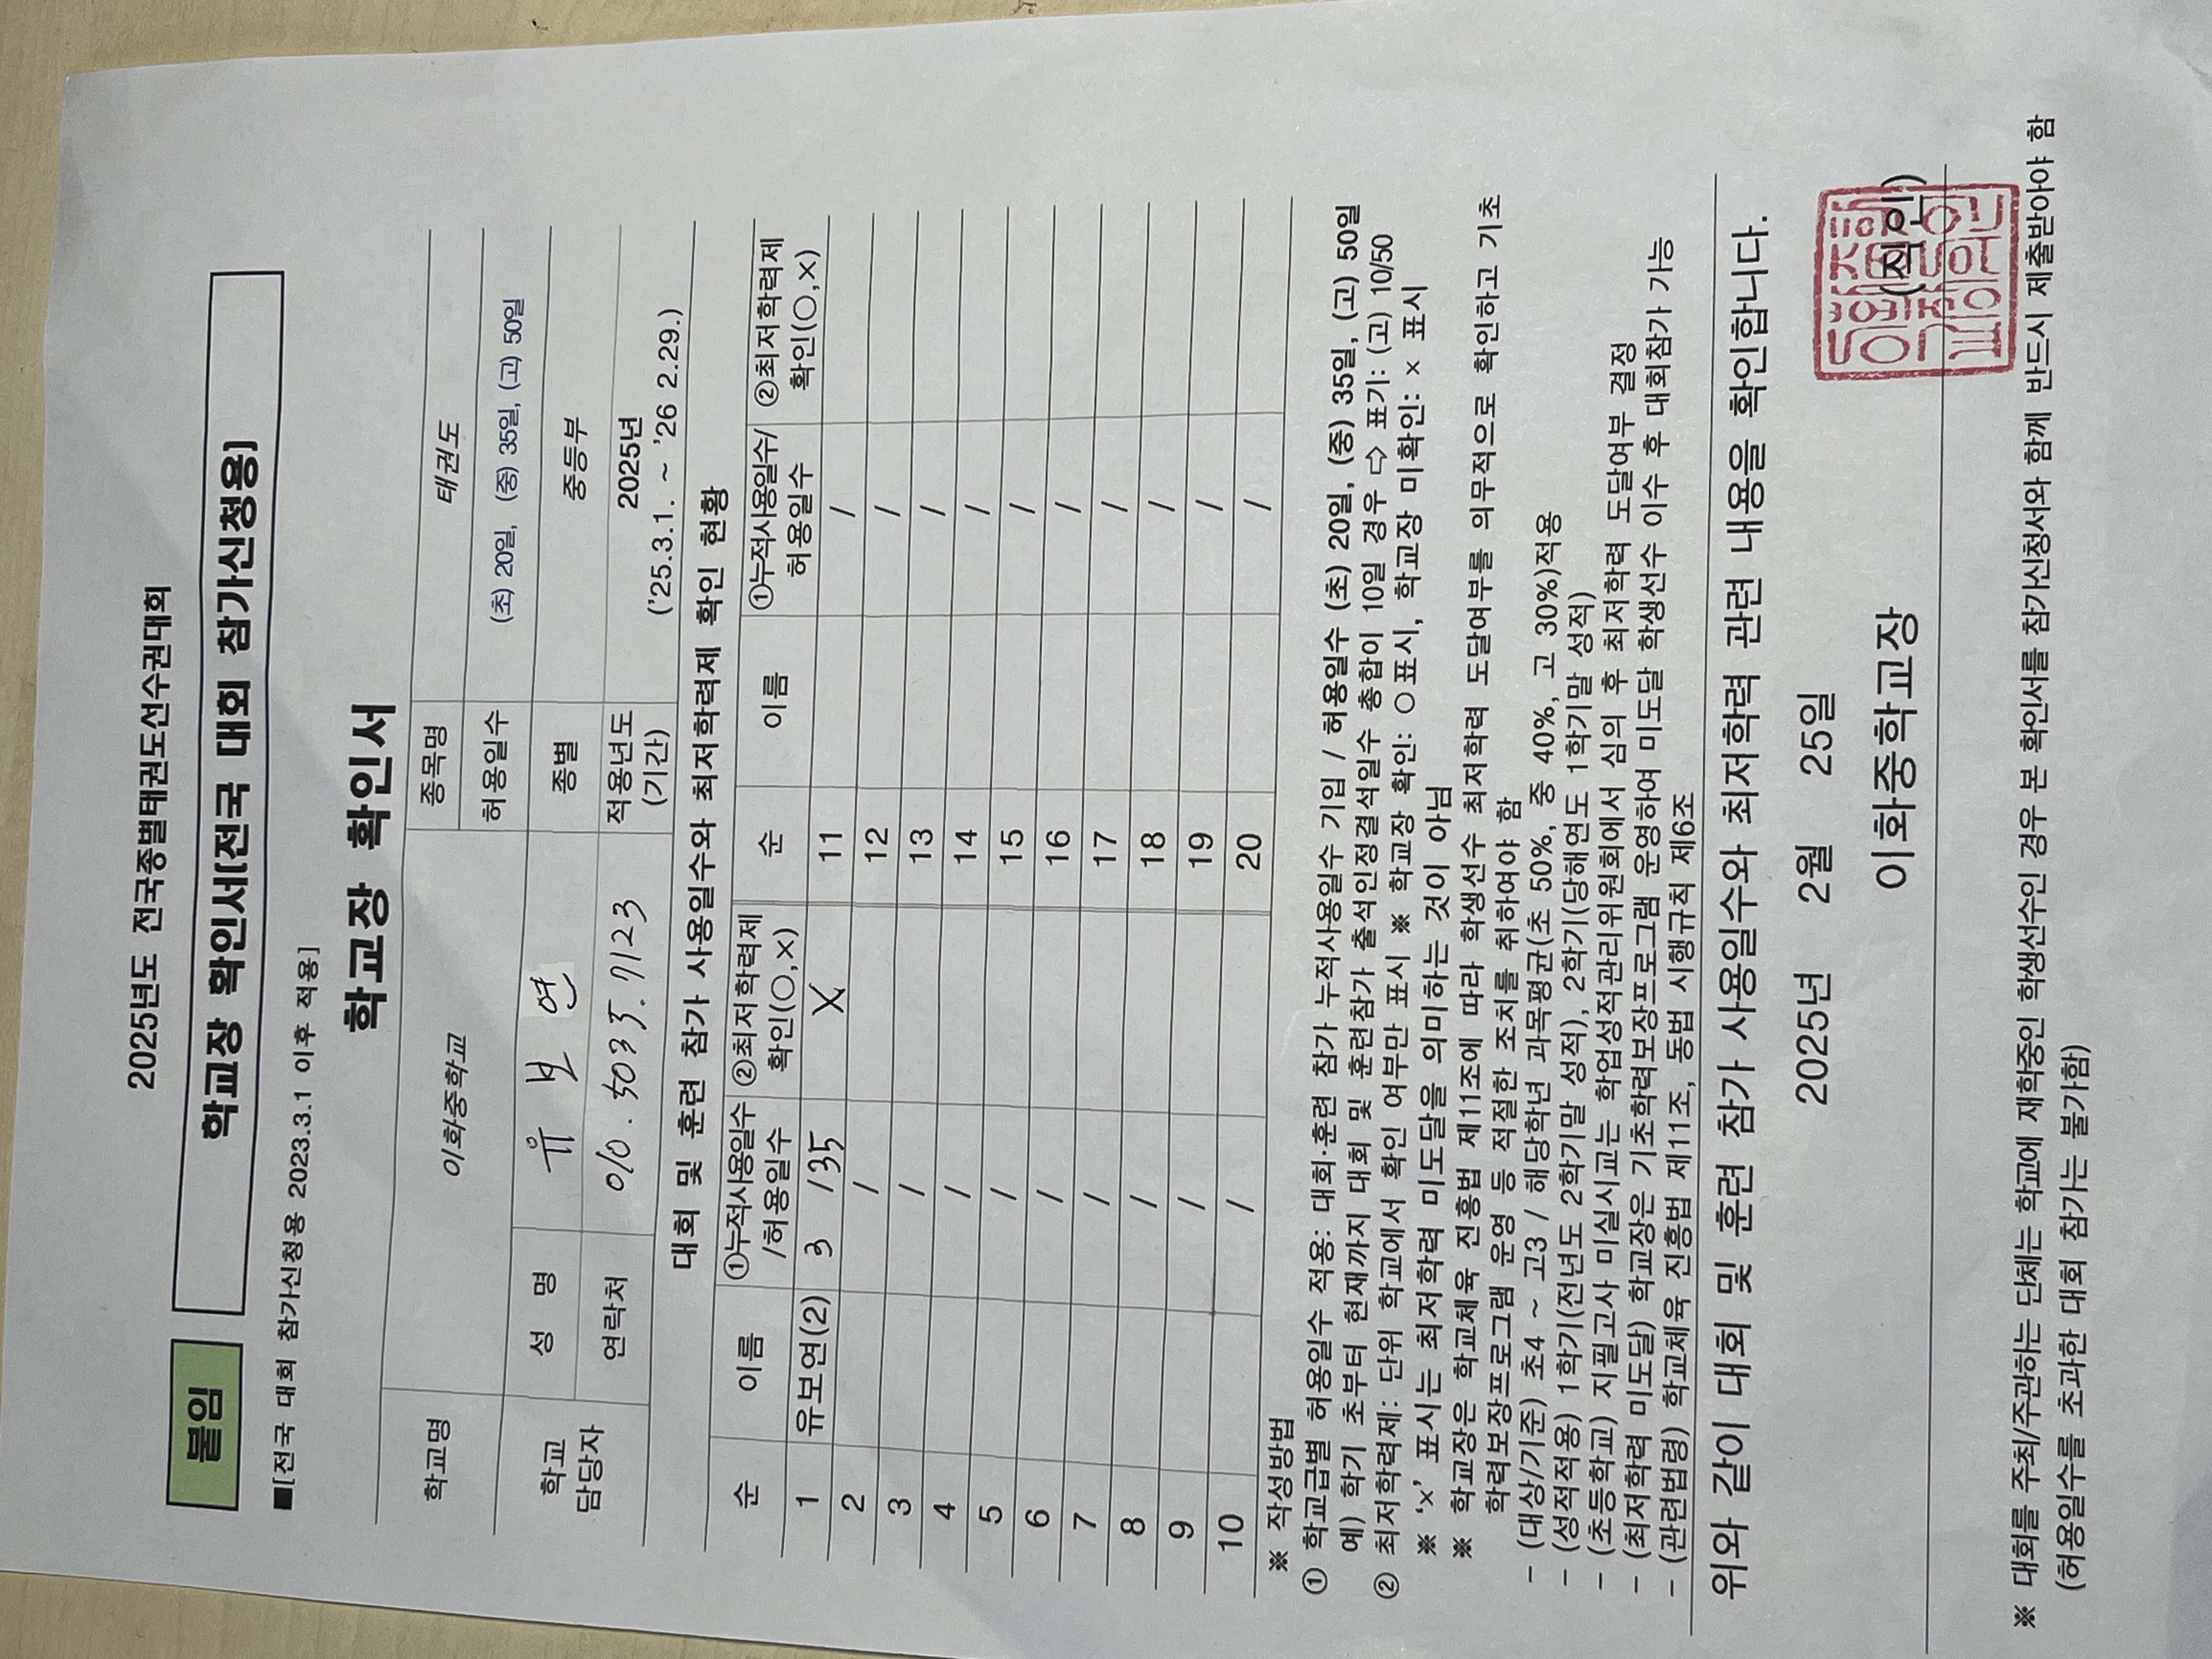 2025년도 전국종별태권도선수권대회
붙임 학교장 확인서[전국 대회 참가신청용]
■[전국 대회 참가신청용 2023.3.1 이후 적용]
학교장 확인서
학교명 이화중학교 종목명 태권도
허용일수 (초) 20일, (중) 35일, (고) 50일
학교 담당자 성 명 유 보 연 종별 중등부
연락처 010.5035.7123 적용년도 (기간) 2025년
('25.3.1. ~ '26 2.29.)
대회 및 훈련 참가 사용일수와 최저학력제 확인 현황
순 이름 ①누적사용일수 /허용일수 ②최저학력제 확인(○,×) 순 이름 ①누적사용일수/ 허용일수 ②최저학력제 확인(○,×)
1 유보연(2) 3 /35 X 11 /
2 / 12 /
3 / 13 /
4 / 14 /
5 / 15 /
6 / 16 /
7 / 17 /
8 / 18 /
9 / 19 /
10 / 20 /
※ 작성방법
① 학교급별 허용일수 적용: 대회·훈련 참가 누적사용일수 기입 / 허용일수 (초) 20일, (중) 35일, (고) 50일
예) 학기 초부터 현재까지 대회 및 훈련참가 출석인정결석일수 총합이 10일 경우 ⇨ 표기: (고) 10/50
② 최저학력제: 단위 학교에서 확인 여부만 표시 ※ 학교장 확인: ○표시, 학교장 미확인: × 표시
※ '×' 표시는 최저학력 미도달을 의미하는 것이 아님
※ 학교장은 학교체육 진흥법 제11조에 따라 학생선수 최저학력 도달여부를 의무적으로 확인하고 기초
학력보장프로그램 운영 등 적절한 조치를 취하여야 함
- (대상/기준) 초4 ~ 고3 / 해당학년 과목평균(초 50%, 중 40%, 고 30%)적용
- (성적적용) 1학기(전년도 2학기말 성적), 2학기(당해연도 1학기말 성적)
- (초등학교) 지필고사 미실시교는 학업성적관리위원회에서 심의 후 최저학력 도달여부 결정
- (최저학력 미도달) 학교장은 기초학력보장프로그램 운영하여 미도달 학생선수 이수 후 대회참가 가능
- (관련법령) 학교체육 진흥법 제11조, 동법 시행규칙 제6조
위와 같이 대회 및 훈련 참가 사용일수와 최저학력 관련 내용을 확인합니다.
2025년 2월 25일
이화중학교장 (직인)
※ 대회를 주최/주관하는 단체는 학교에 재학중인 학생선수인 경우 본 확인서를 참가신청서와 함께 반드시 제출받아야 함
(허용일수를 초과한 대회 참가는 불가함)